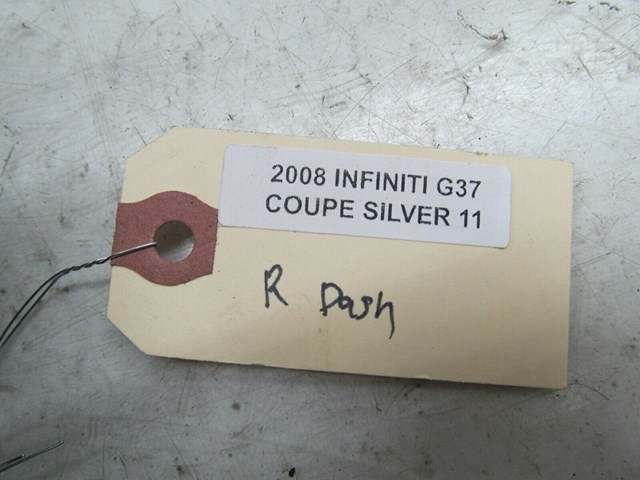 2008 INFINITI G37
COUPE SiLVER 11
R Dash